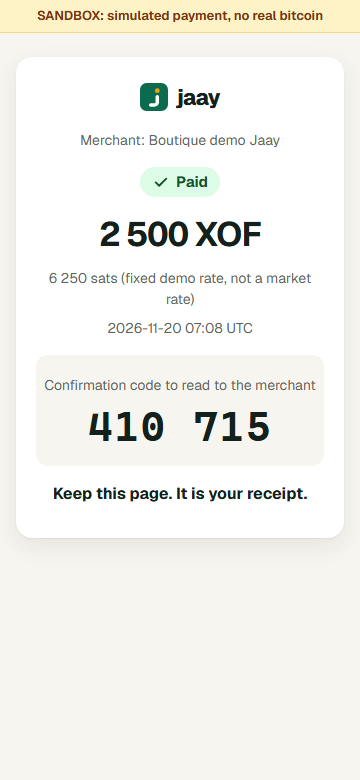 SANDBOX: simulated payment, no real bitcoin
jaay
Merchant: Boutique demo Jaay
Paid
2 500 XOF
6 250 sats (fixed demo rate, not a market
rate)
2026-11-20 07:08 UTC
Confirmation code to read to the merchant
410 715
Keep this page. It is your receipt.